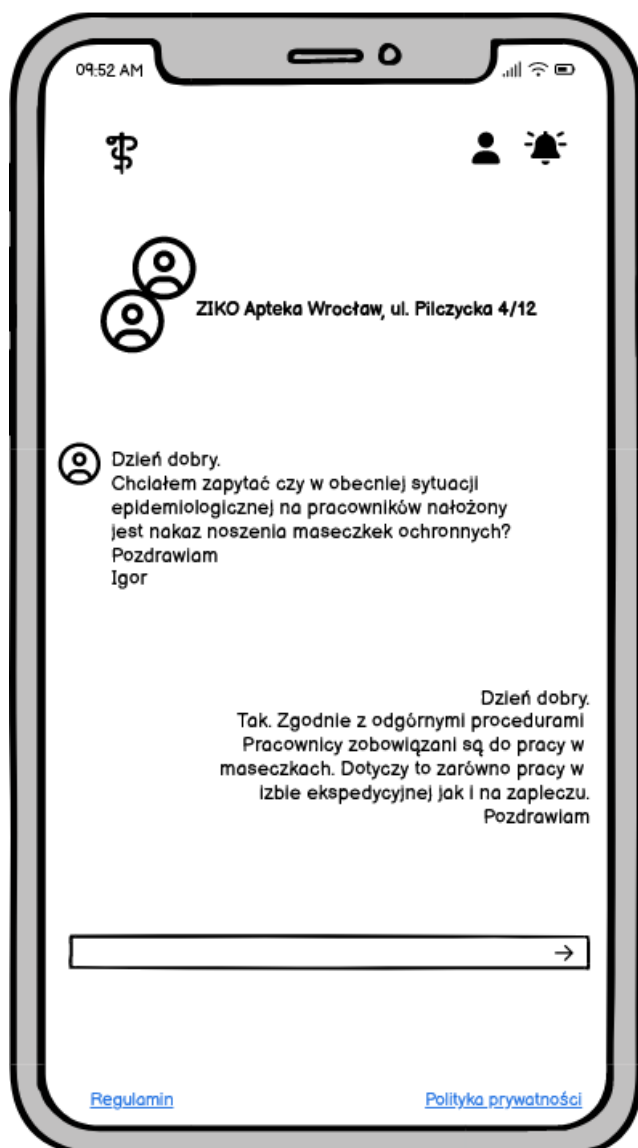 09:52 AM
ZIKO Apteka Wrocław, ul. Pilczycka 4/12
Dzień dobry.
Chciałem zapytać czy w obecniej sytuacji
epidemiologicznej na pracowników nałożony
jest nakaz noszenia maseczkek ochronnych?
Pozdrawiam
Igor
Dzień dobry.
Tak. Zgodnie z odgórnymi procedurami
Pracownicy zobowiązani są do pracy w
maseczkach. Dotyczy to zarówno pracy w
izbie ekspedycyjnej jak i na zapleczu.
Pozdrawiam
Regulamin
Polityka prywatności